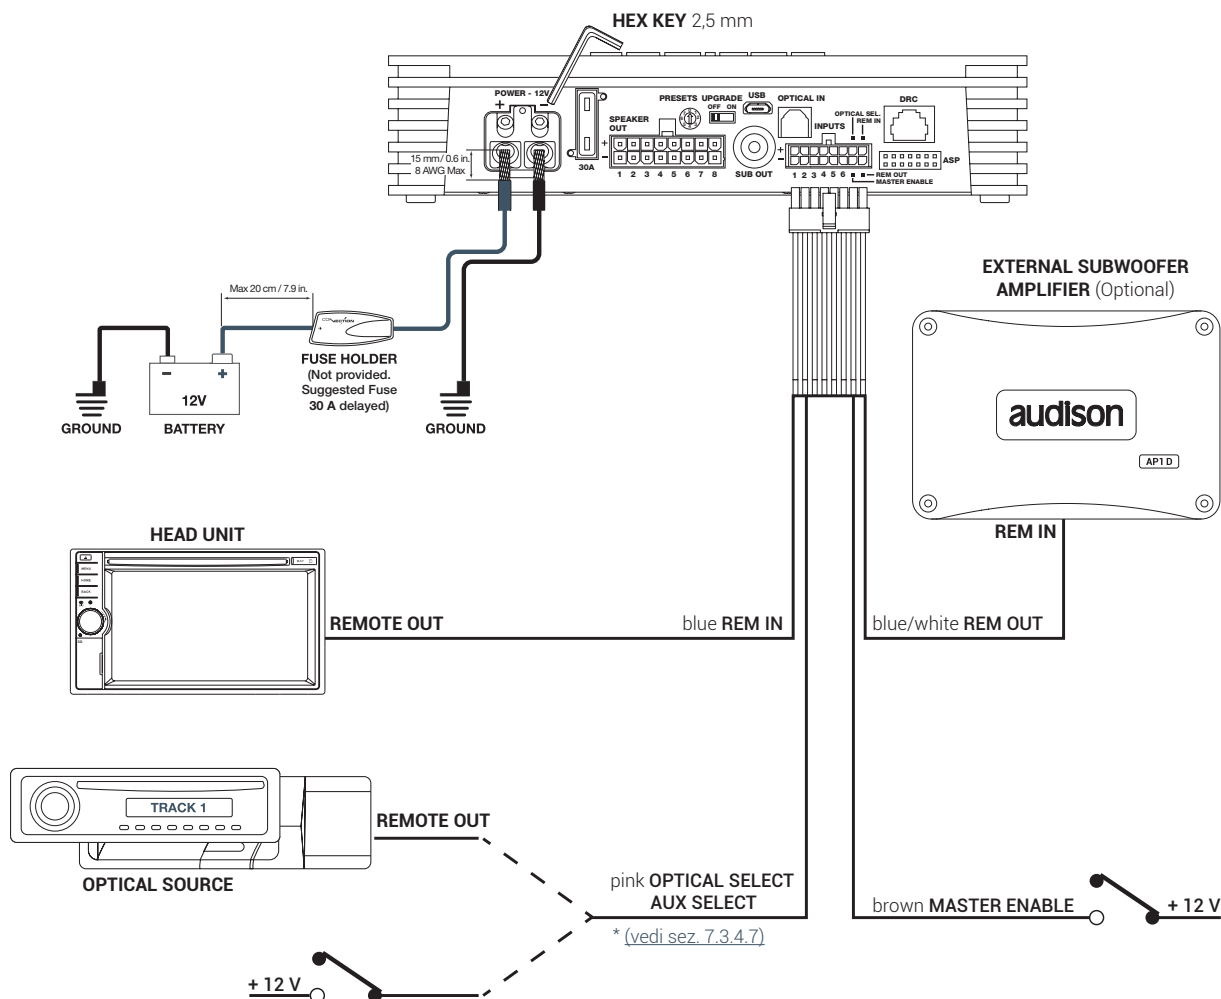 HEX KEY 2,5 mm
POWER - 12V
+ -
PRESETS UPGRADE USB OPTICAL IN DRC
OFF ON
OPTICAL SEL.
REM IN
SPEAKER
OUT
INPUTS
+
-
+
-
15 mm / 0.6 in.
8 AWG Max
30A
1 2 3 4 5 6 7 8
SUB OUT
1 2 3 4 5 6
ASP
REM OUT
MASTER ENABLE
EXTERNAL SUBWOOFER
AMPLIFIER (Optional)
Max 20 cm / 7.9 in.
CONNECTION
+
FUSE HOLDER
(Not provided.
Suggested Fuse
30 A delayed)
- +
12V
GROUND
BATTERY
GROUND
audison
AP1 D
REM IN
HEAD UNIT
MENU
HOME
BACK
REMOTE OUT
blue REM IN
blue/white REM OUT
TRACK 1
REMOTE OUT
OPTICAL SOURCE
pink OPTICAL SELECT
AUX SELECT
* (vedi sez. 7.3.4.7)
brown MASTER ENABLE
+ 12 V
+ 12 V